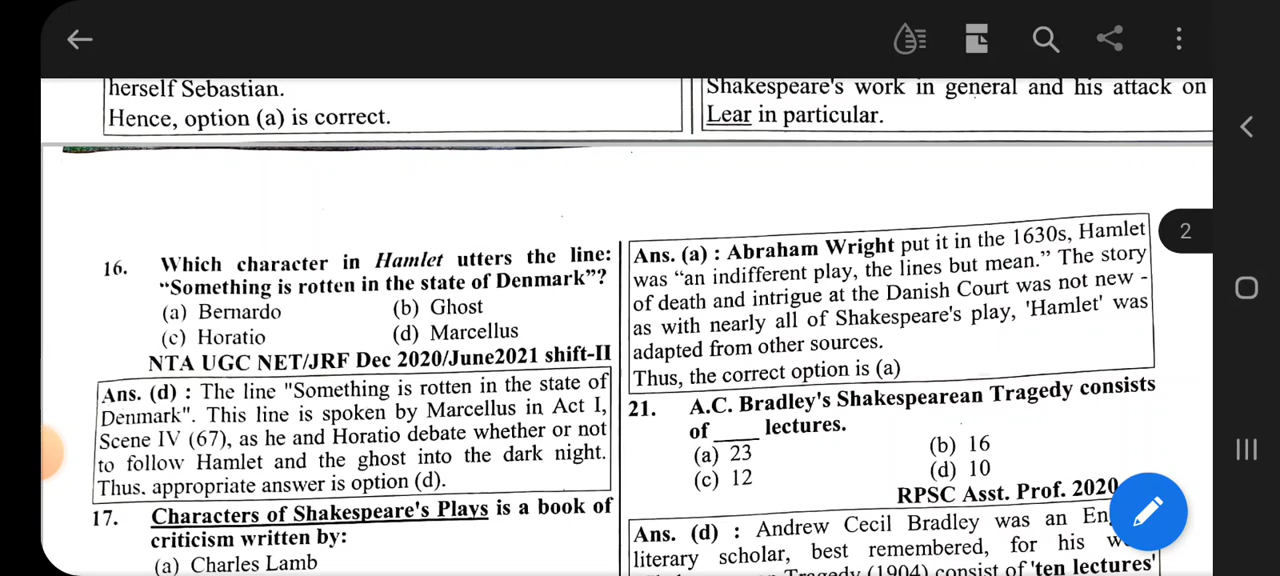 herself Sebastian.
Hence, option (a) is correct.
Shakespeare's work in general and his attack on
Lear in particular.
2
16. Which character in Hamlet utters the line:
“Something is rotten in the state of Denmark”?
(a) Bernardo (b) Ghost
(c) Horatio (d) Marcellus
NTA UGC NET/JRF Dec 2020/June2021 shift-II
Ans. (d) : The line "Something is rotten in the state of
Denmark". This line is spoken by Marcellus in Act I,
Scene IV (67), as he and Horatio debate whether or not
to follow Hamlet and the ghost into the dark night.
Thus. appropriate answer is option (d).
17. Characters of Shakespeare's Plays is a book of
criticism written by:
(a) Charles Lamb
Ans. (a) : Abraham Wright put it in the 1630s, Hamlet
was “an indifferent play, the lines but mean.” The story
of death and intrigue at the Danish Court was not new -
as with nearly all of Shakespeare's play, 'Hamlet' was
adapted from other sources.
Thus, the correct option is (a)
21. A.C. Bradley's Shakespearean Tragedy consists
of ____ lectures.
(a) 23 (b) 16
(c) 12 (d) 10
RPSC Asst. Prof. 2020
Ans. (d) : Andrew Cecil Bradley was an En
literary scholar, best remembered, for his
Tragedy (1904) consist of 'ten lectures'